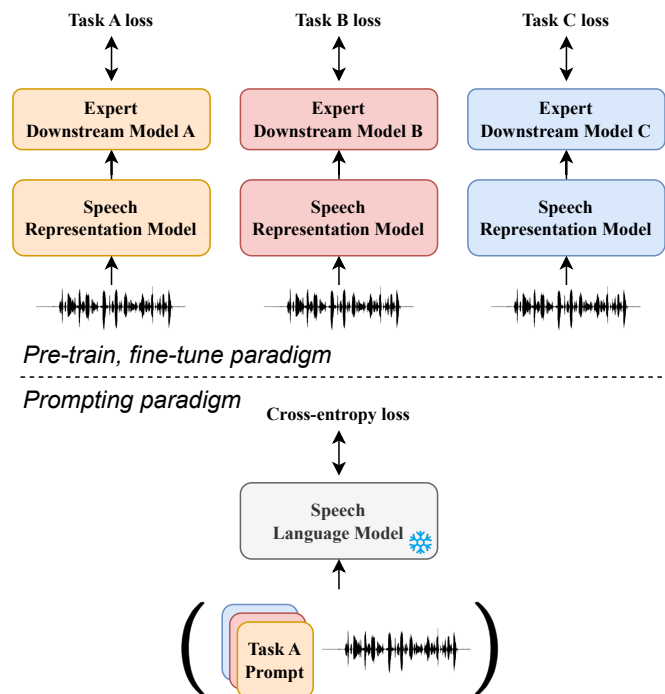 Task A loss
Task B loss
Task C loss
Expert
Downstream Model A
Expert
Downstream Model B
Expert
Downstream Model C
Speech
Representation Model
Speech
Representation Model
Speech
Representation Model
Pre-train, fine-tune paradigm
Prompting paradigm
Cross-entropy loss
Speech
Language Model
(
Task A
Prompt
)